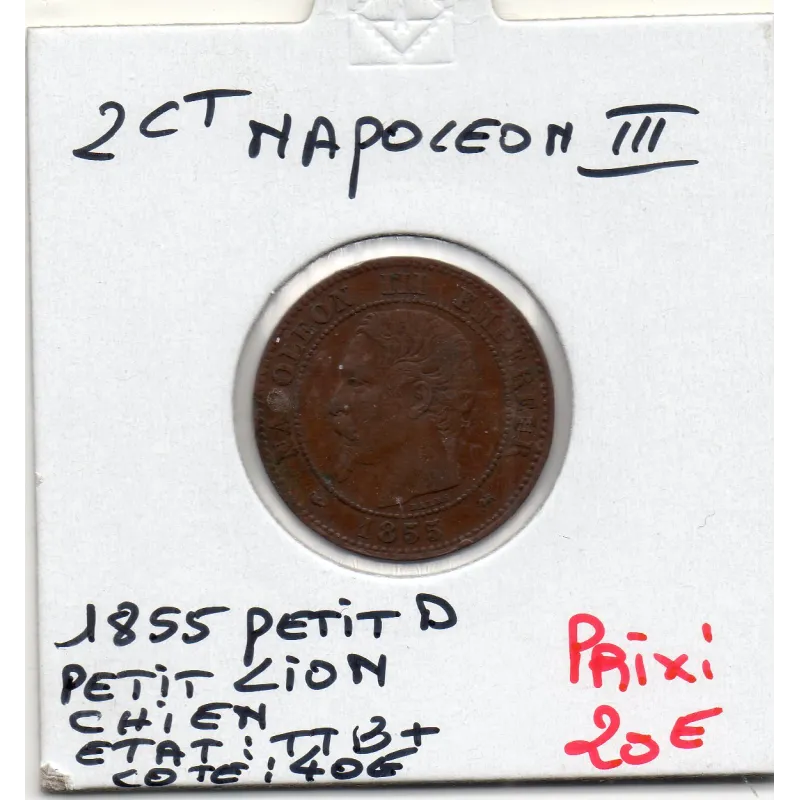 2CT NAPOLEON III
NAPOLEON III EMPEREUR
1855
1855 PETIT D
PETIT LION
CHIEN
ETAT : TTB+
COTE : 40€
PRIX :
20€